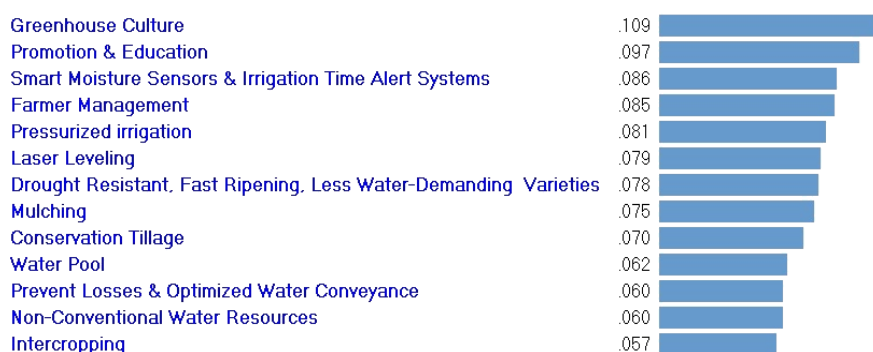 Greenhouse Culture .109
Promotion & Education .097
Smart Moisture Sensors & Irrigation Time Alert Systems .086
Farmer Management .085
Pressurized irrigation .081
Laser Leveling .079
Drought Resistant, Fast Ripening, Less Water-Demanding Varieties .078
Mulching .075
Conservation Tillage .070
Water Pool .062
Prevent Losses & Optimized Water Conveyance .060
Non-Conventional Water Resources .060
Intercropping .057